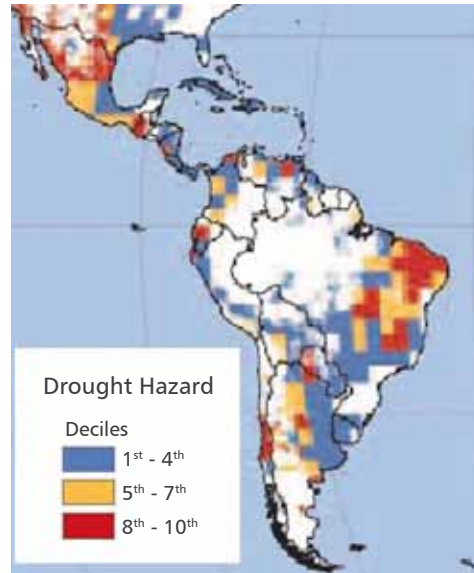 Drought Hazard
Deciles
1st - 4th
5th - 7th
8th - 10th